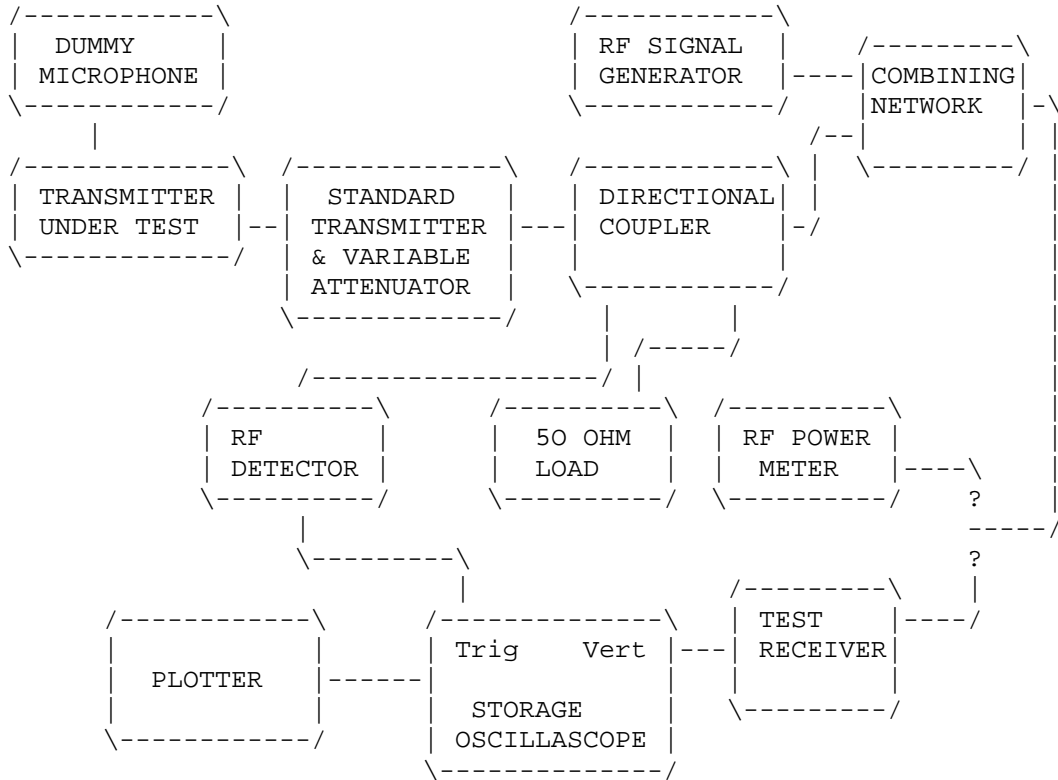 DUMMY
MICROPHONE
RF SIGNAL
GENERATOR
COMBINING
NETWORK
TRANSMITTER
UNDER TEST
STANDARD
TRANSMITTER
& VARIABLE
ATTENUATOR
DIRECTIONAL
COUPLER
RF
DETECTOR
50 OHM
LOAD
RF POWER
METER
?
?
TEST
RECEIVER
PLOTTER
Trig Vert
STORAGE
OSCILLASCOPE